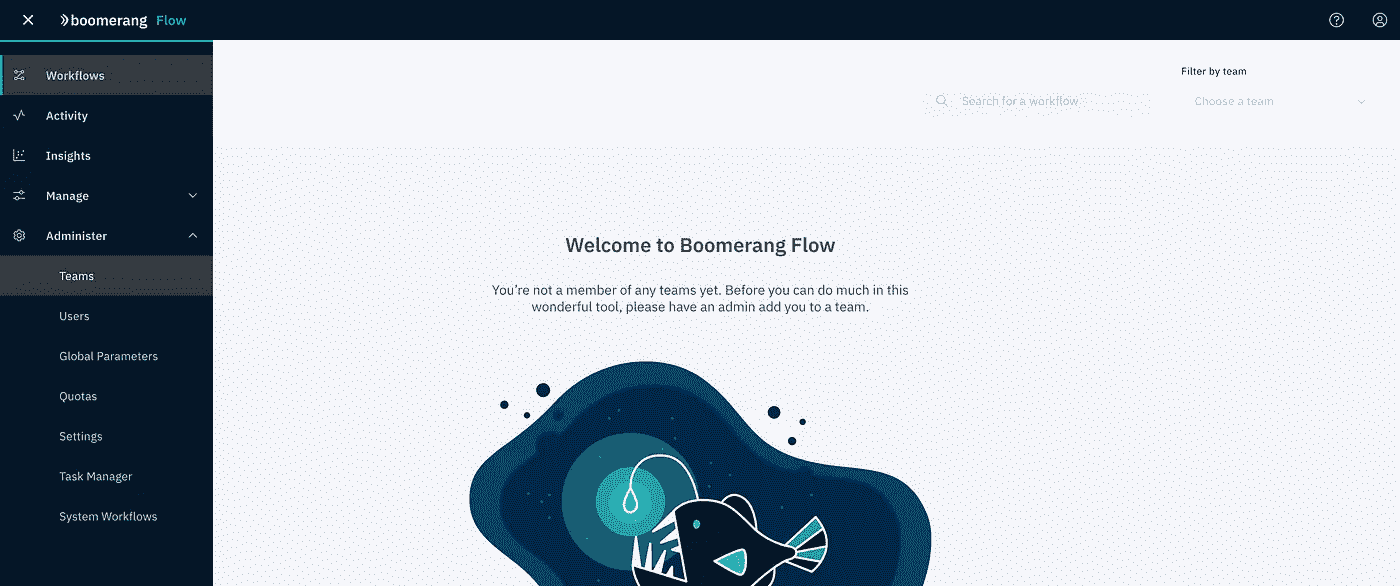 boomerang Flow
Workflows
Activity
Insights
Manage
Administer
Teams
Users
Global Parameters
Quotas
Settings
Task Manager
System Workflows
Filter by team
Search for a workflow
Choose a team
Welcome to Boomerang Flow
You're not a member of any teams yet. Before you can do much in this
wonderful tool, please have an admin add you to a team.